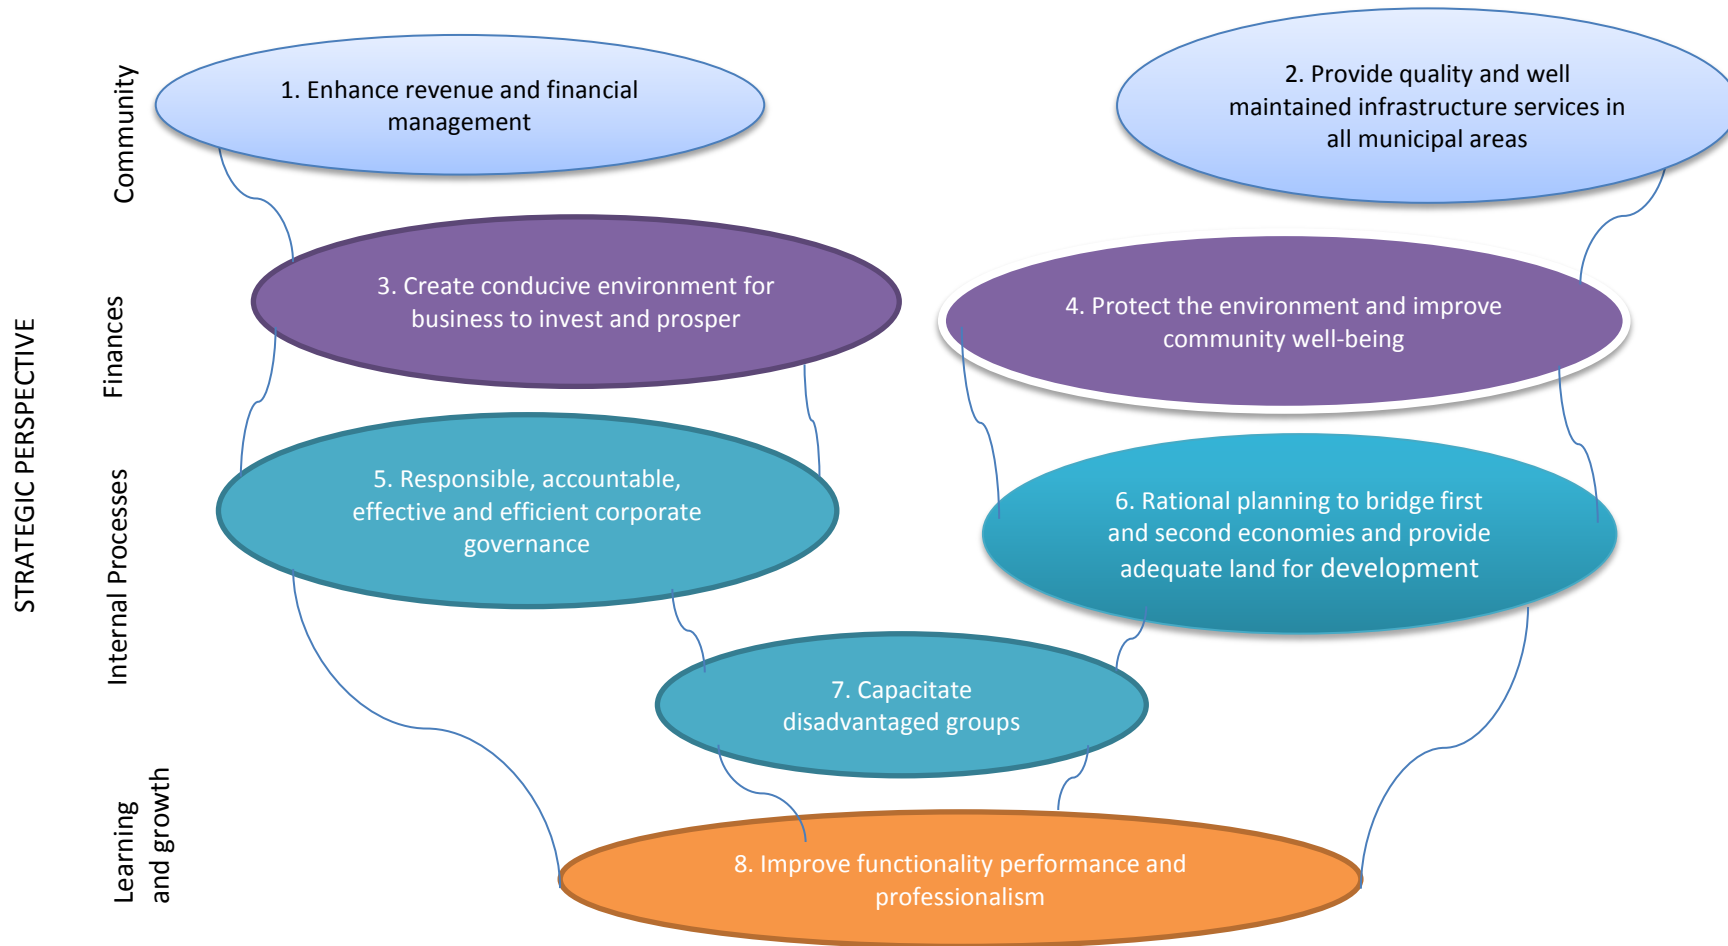 STRATEGIC PERSPECTIVE
Community
1. Enhance revenue and financial
management
2. Provide quality and well
maintained infrastructure services in
all municipal areas
Finances
3. Create conducive environment for
business to invest and prosper
4. Protect the environment and improve
community well-being
Internal Processes
5. Responsible, accountable,
effective and efficient corporate
governance
6. Rational planning to bridge first
and second economies and provide
adequate land for development
7. Capacitate
disadvantaged groups
Learning
and growth
8. Improve functionality performance and
professionalism